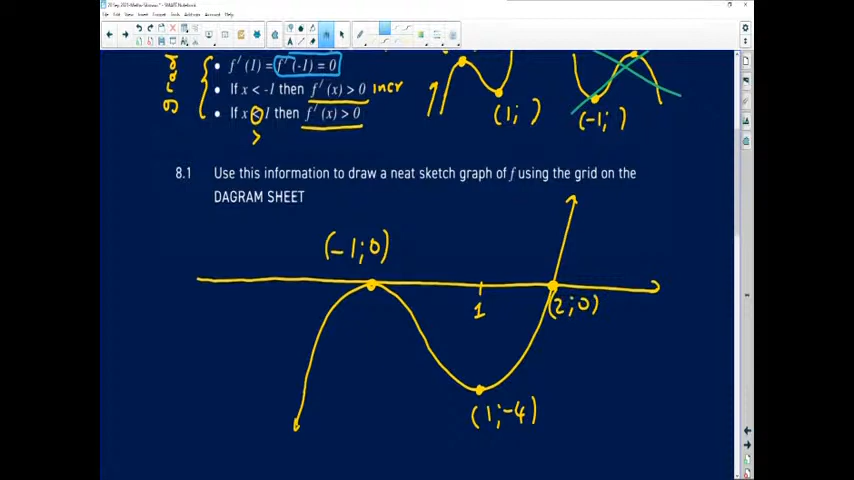 • f'(1) = f'(-1) = 0
• If x < -1 then f'(x) > 0 incr
• If x < 1 then f'(x) > 0
>
(1; )
(-1; )
8.1 Use this information to draw a neat sketch graph of f using the grid on the
DAGRAM SHEET
(-1;0)
1
(2;0)
(1;-4)